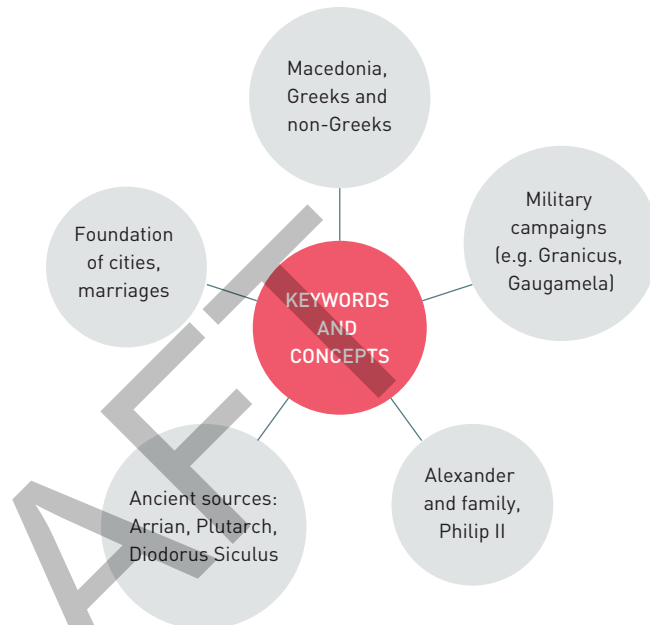 Macedonia,
Greeks and
non-Greeks
Military
campaigns
(e.g. Granicus,
Gaugamela)
Foundation
of cities,
marriages
KEYWORDS
AND
CONCEPTS
Ancient sources:
Arrian, Plutarch,
Diodorus Siculus
Alexander
and family,
Philip II
AFT